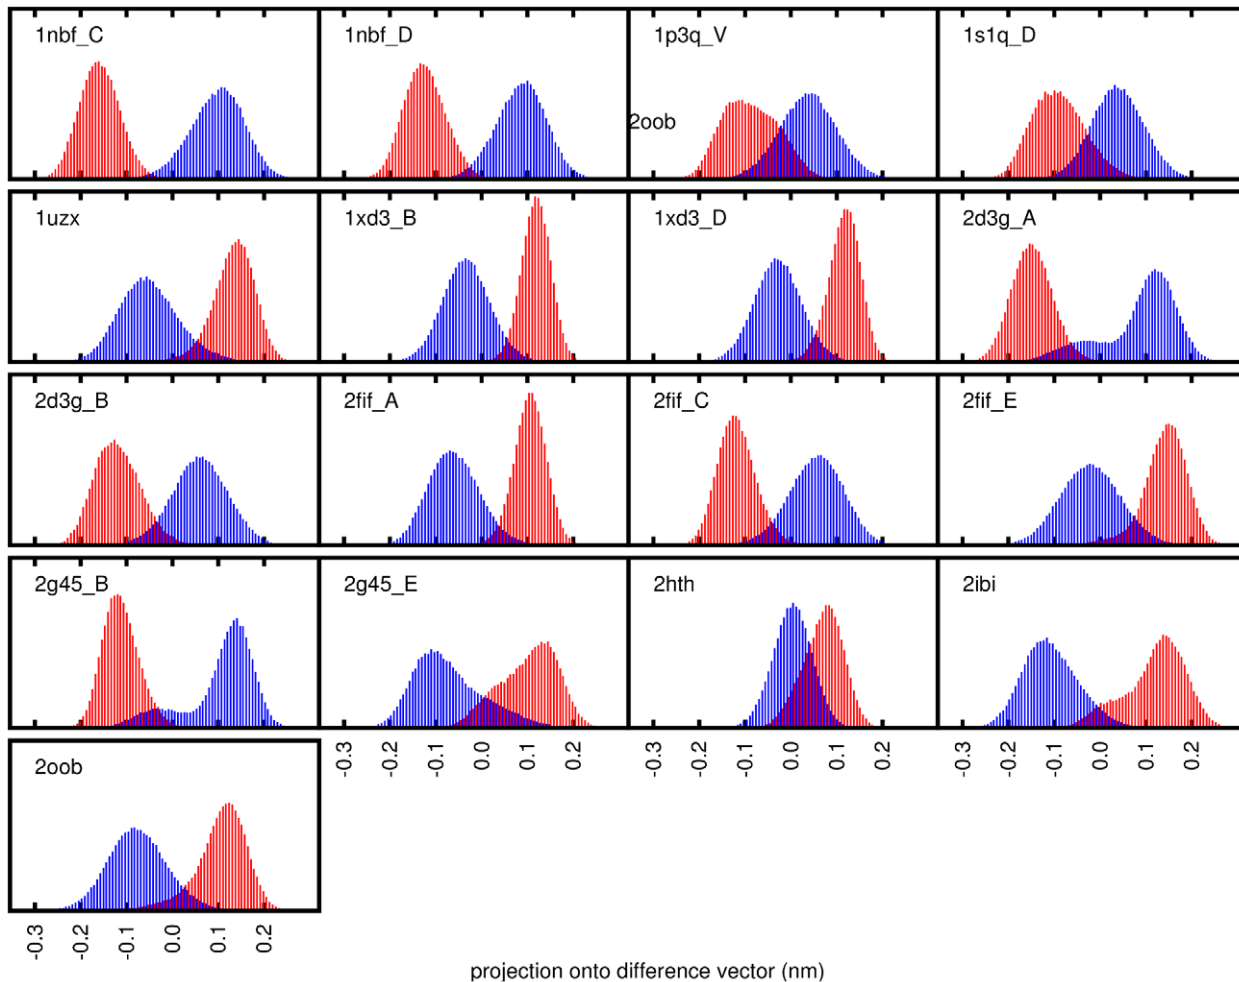 1nbf_C 1nbf_D 1p3q_V 1s1q_D
2oob
1uzx 1xd3_B 1xd3_D 2d3g_A
2d3g_B 2fif_A 2fif_C 2fif_E
2g45_B 2g45_E 2hth 2ibi
-0.3 -0.2 -0.1 0.0 0.1 0.2 -0.3 -0.2 -0.1 0.0 0.1 0.2 -0.3 -0.2 -0.1 0.0 0.1 0.2
2oob
-0.3 -0.2 -0.1 0.0 0.1 0.2
projection onto difference vector (nm)